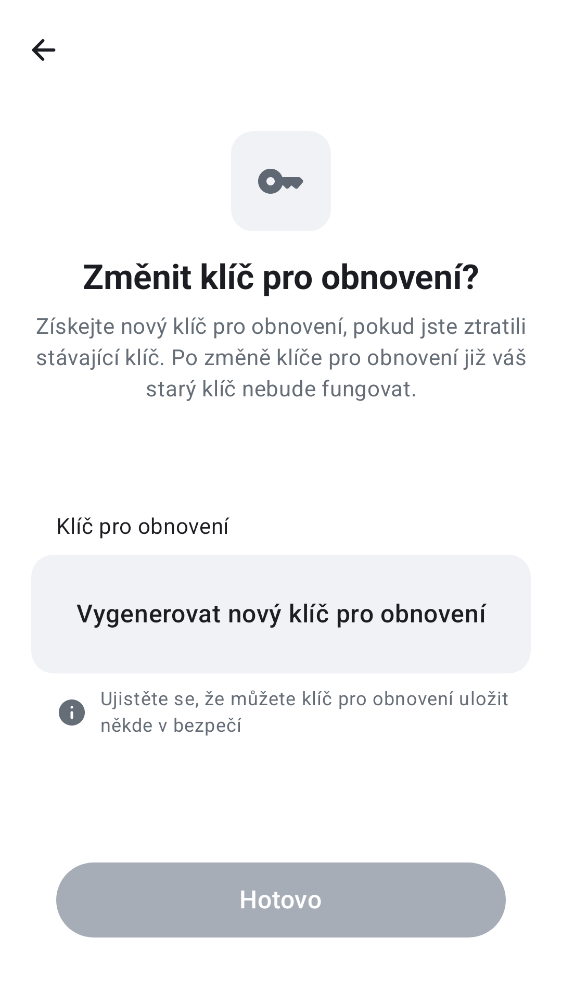 Změnit klíč pro obnovení?
Získejte nový klíč pro obnovení, pokud jste ztratili
stávající klíč. Po změně klíče pro obnovení již váš
starý klíč nebude fungovat.
Klíč pro obnovení
Vygenerovat nový klíč pro obnovení
Ujistěte se, že můžete klíč pro obnovení uložit
někde v bezpečí
Hotovo